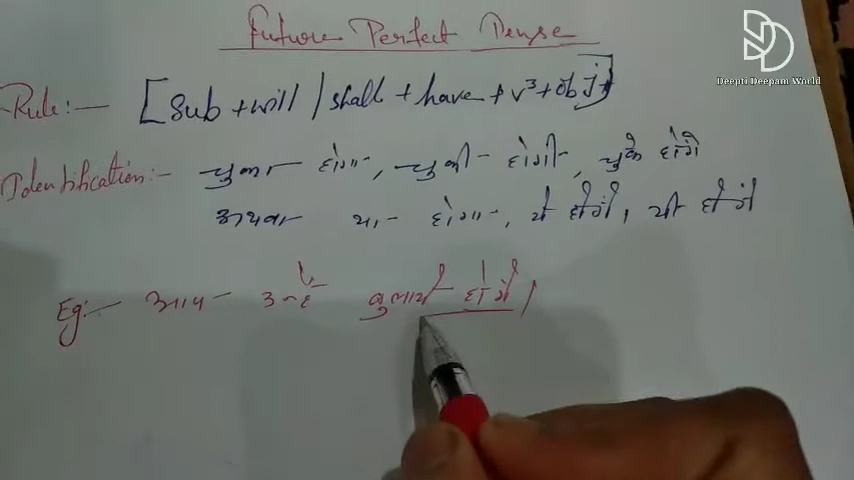 Future Perfect Tense
Rule:- [Sub + will / shall + have + v³ + obj]
Identification:- चुका होगा, चुकी होगी, चुके होंगे
अथवा या होगा, ये होंगे, यी होंगी
Eg:- आप उन्हें बुलाये होंगे।
Deepti Deepam World